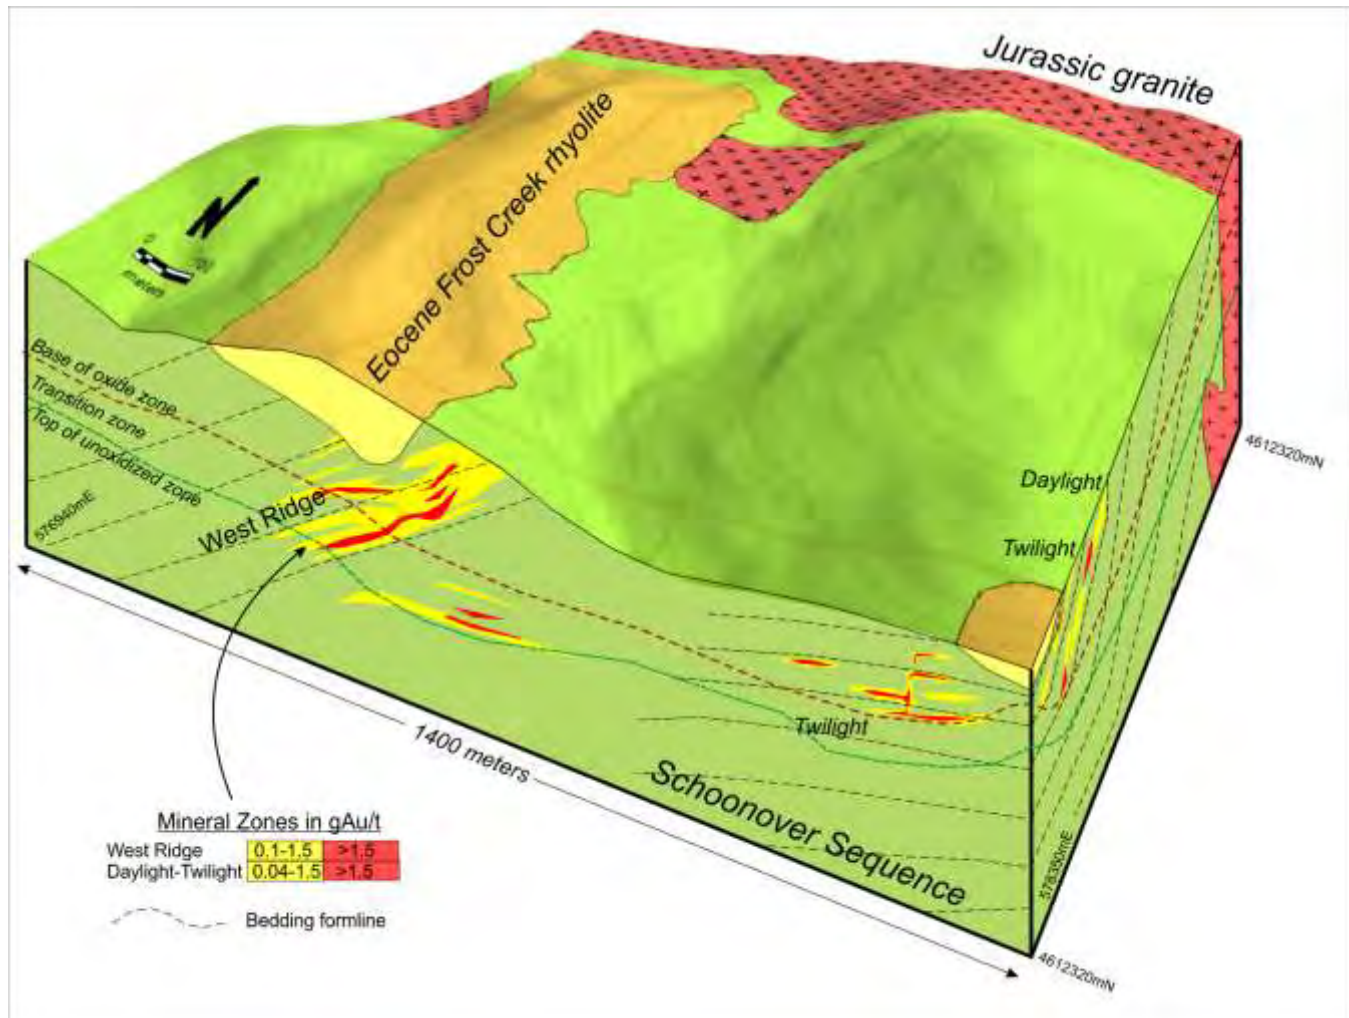 Jurassic granite
Eocene Frost Creek rhyolite
N
0
meters
Base of oxide zone
Transition zone
Top of unoxidized zone
4612320mN
Daylight
576940mE
West Ridge
Twilight
Twilight
1400 meters
Schoonover Sequence
578350mE
4612320mN
Mineral Zones in gAu/t
West Ridge 0.1-1.5 >1.5
Daylight-Twilight 0.04-1.5 >1.5
Bedding formline